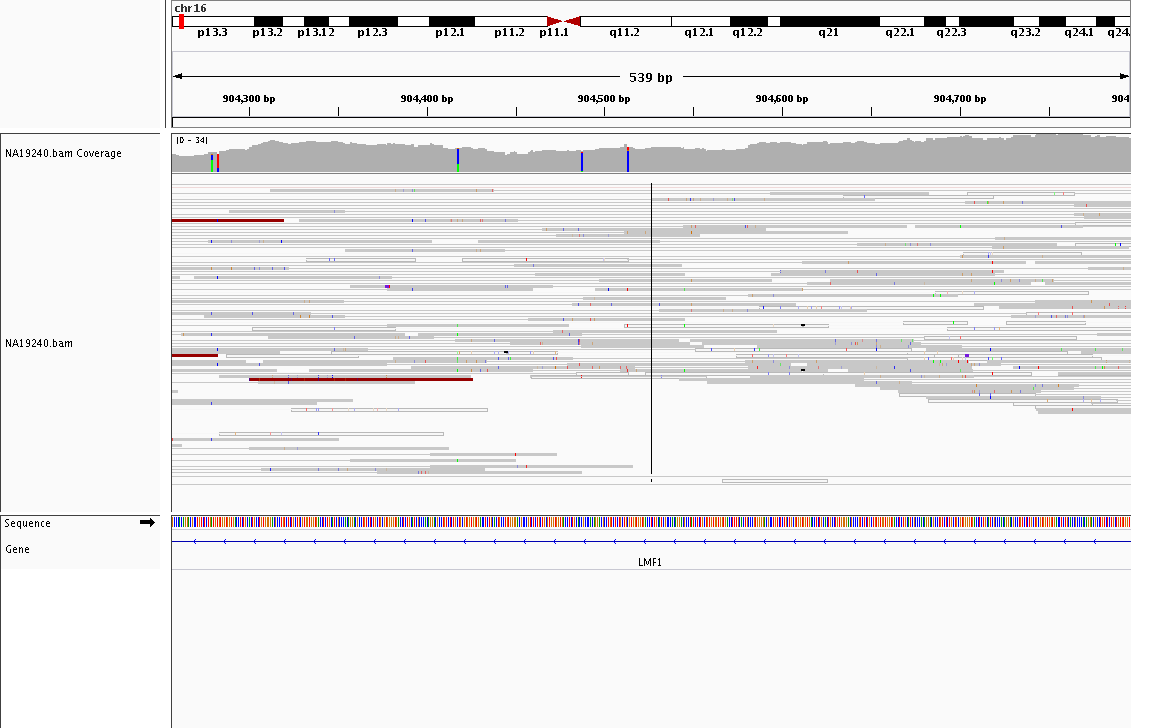 chr16
p13.3 p13.2 p13.12 p12.3 p12.1 p11.2 p11.1 q11.2 q12.1 q12.2 q21 q22.1 q22.3 q23.2 q24.1 q24.
539 bp
904,300 bp 904,400 bp 904,500 bp 904,600 bp 904,700 bp 904
[0 - 34]
NA19240.bam Coverage
NA19240.bam
Sequence
Gene
LMF1